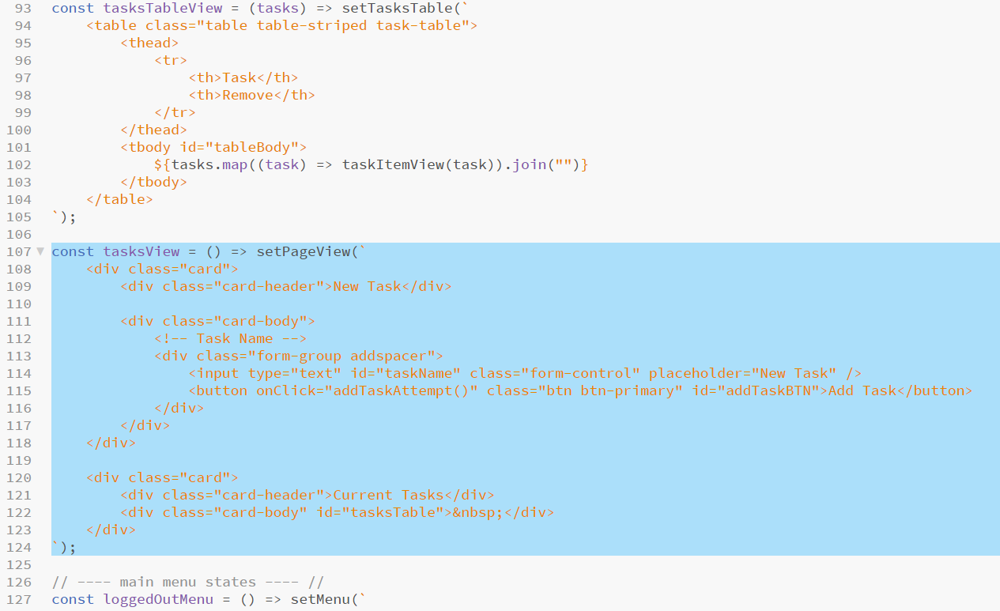 93 const tasksTableView = (tasks) => setTasksTable(`
94     <table class="table table-striped task-table">
95         <thead>
96             <tr>
97                 <th>Task</th>
98                 <th>Remove</th>
99             </tr>
100         </thead>
101         <tbody id="tableBody">
102             ${tasks.map((task) => taskItemView(task)).join("")}
103         </tbody>
104     </table>
105 `);
106
107 const tasksView = () => setPageView(`
108     <div class="card">
109         <div class="card-header">New Task</div>
110
111         <div class="card-body">
112             <!-- Task Name -->
113             <div class="form-group addspacer">
114                 <input type="text" id="taskName" class="form-control" placeholder="New Task" />
115                 <button onClick="addTaskAttempt()" class="btn btn-primary" id="addTaskBTN">Add Task</button>
116             </div>
117         </div>
118     </div>
119
120     <div class="card">
121         <div class="card-header">Current Tasks</div>
122         <div class="card-body" id="tasksTable">&nbsp;</div>
123     </div>
124 `);
125
126 // ---- main menu states ---- //
127 const loggedOutMenu = () => setMenu(`